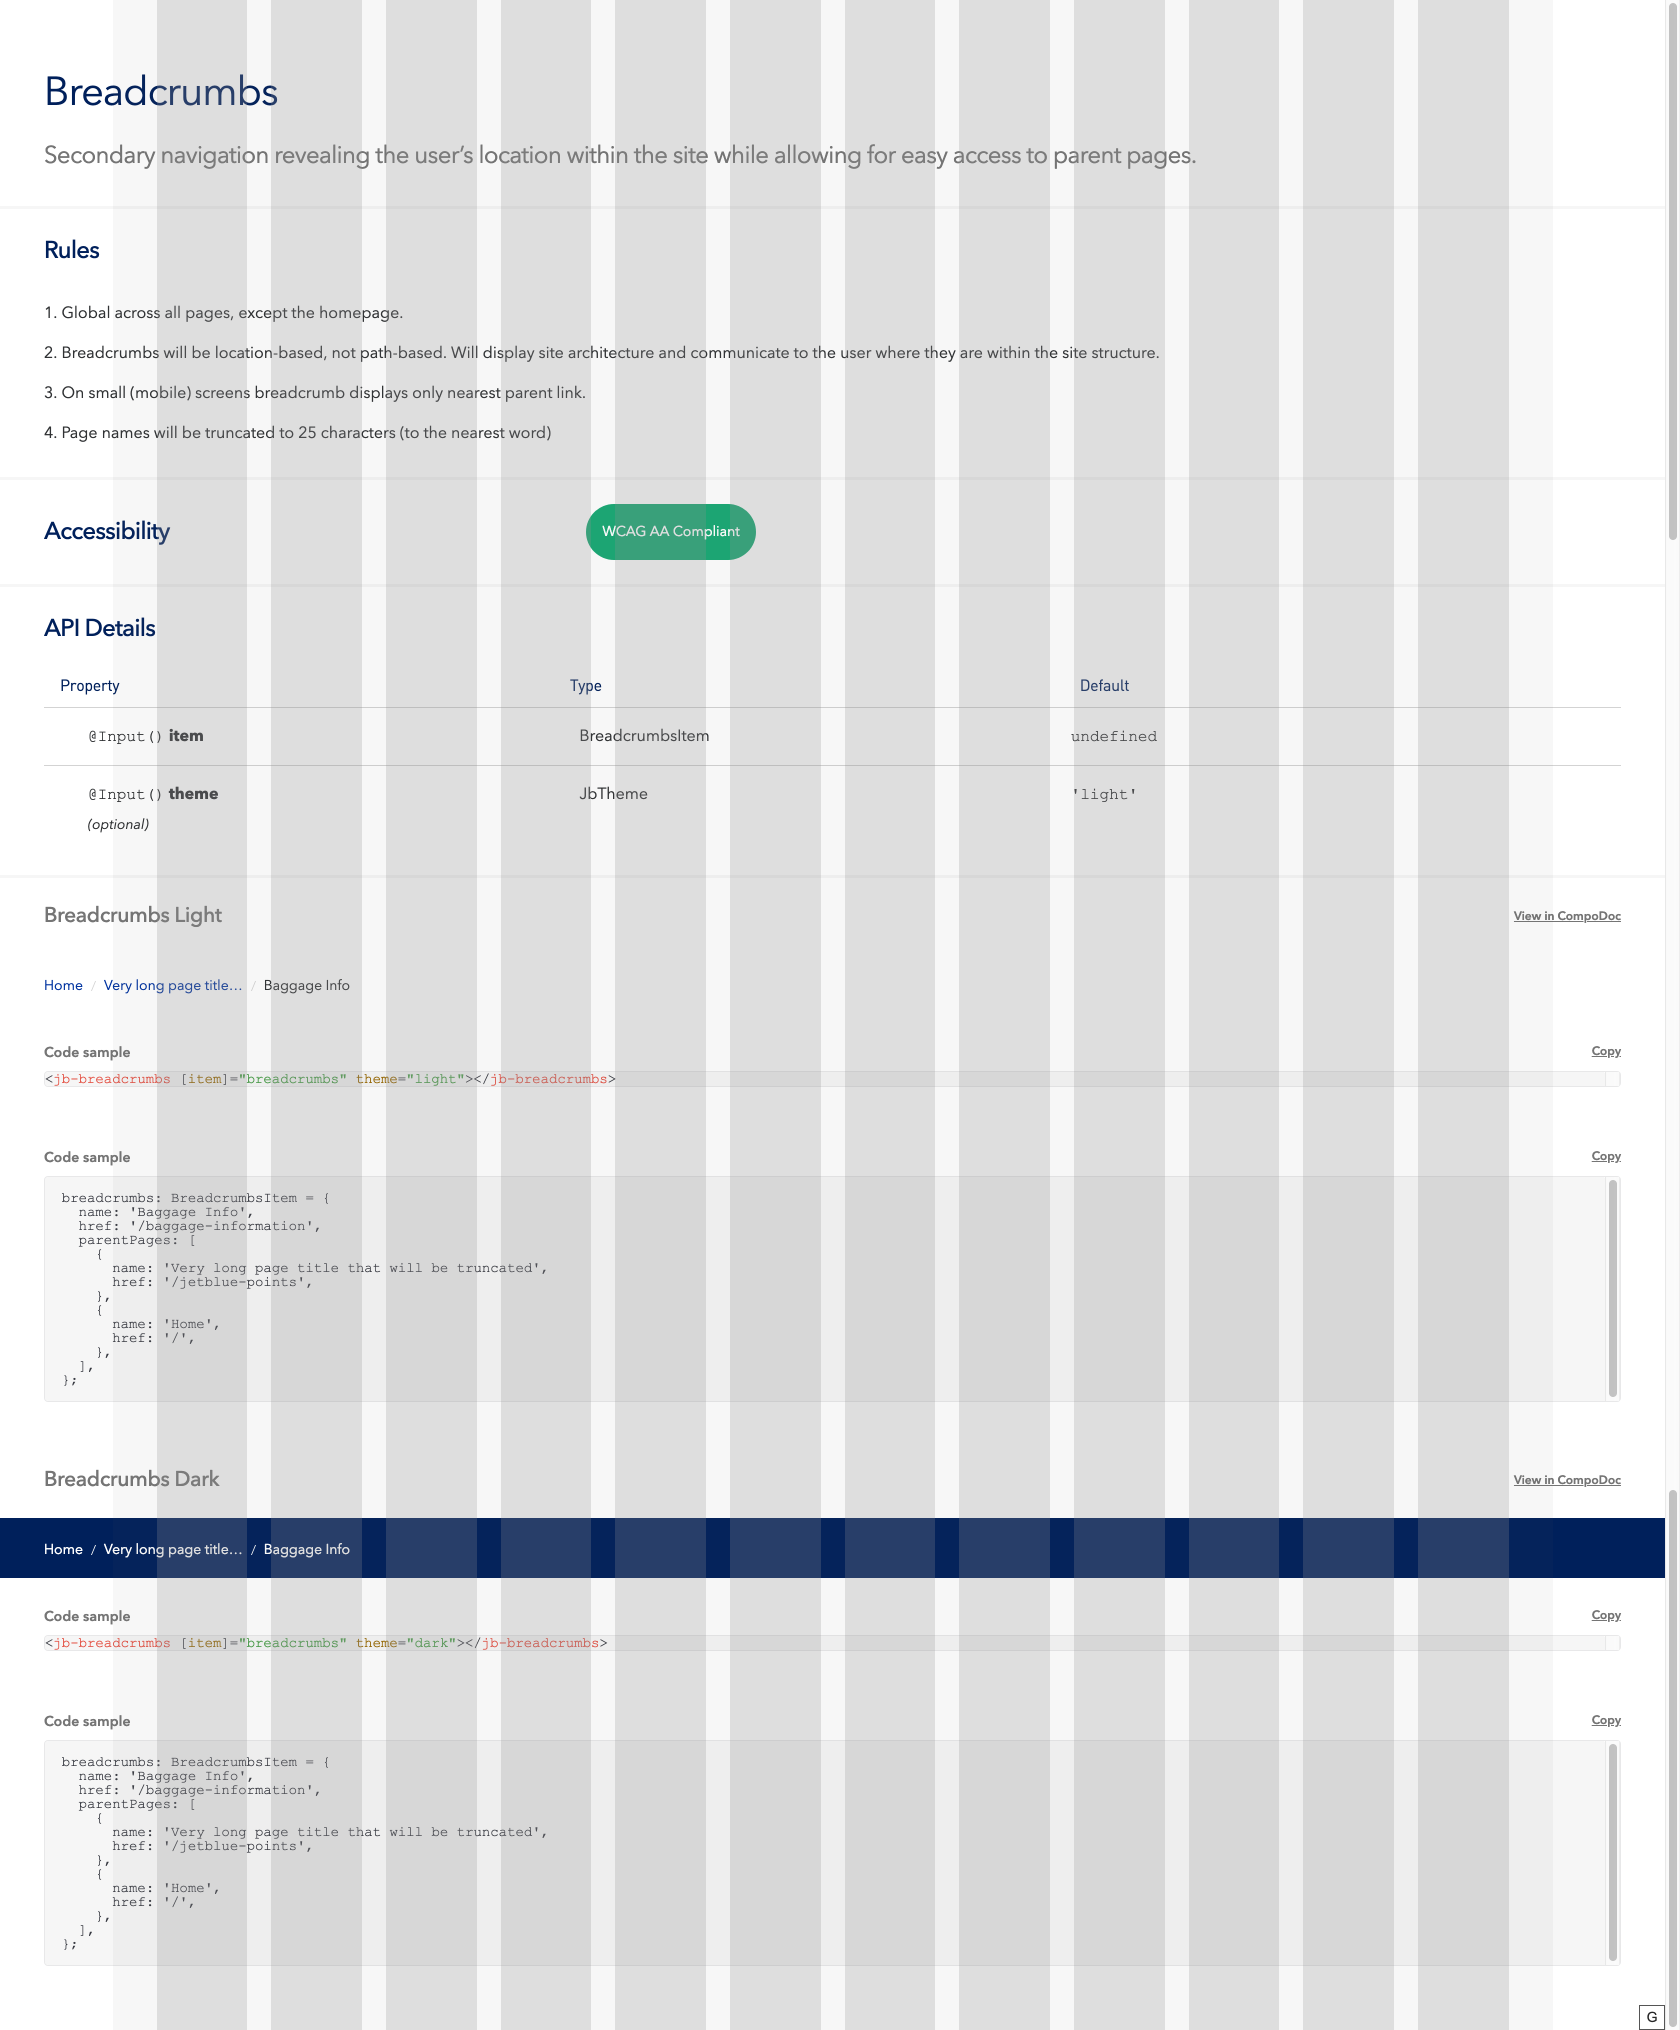 Breadcrumbs
Secondary navigation revealing the user’s location within the site while allowing for easy access to parent pages.
Rules
1. Global across all pages, except the homepage.
2. Breadcrumbs will be location-based, not path-based. Will display site architecture and communicate to the user where they are within the site structure.
3. On small (mobile) screens breadcrumb displays only nearest parent link.
4. Page names will be truncated to 25 characters (to the nearest word)
Accessibility WCAG AA Compliant
API Details
Property Type Default
@Input() item BreadcrumbsItem undefined
@Input() theme JbTheme 'light'
(optional)
Breadcrumbs Light View in CompoDoc
Home / Very long page title… / Baggage Info
Code sample Copy
<jb-breadcrumbs [item]="breadcrumbs" theme="light"></jb-breadcrumbs>
Code sample Copy
breadcrumbs: BreadcrumbsItem = {
  name: 'Baggage Info',
  href: '/baggage-information',
  parentPages: [
    {
      name: 'Very long page title that will be truncated',
      href: '/jetblue-points',
    },
    {
      name: 'Home',
      href: '/',
    },
  ],
};
Breadcrumbs Dark View in CompoDoc
Home / Very long page title… / Baggage Info
Code sample Copy
<jb-breadcrumbs [item]="breadcrumbs" theme="dark"></jb-breadcrumbs>
Code sample Copy
breadcrumbs: BreadcrumbsItem = {
  name: 'Baggage Info',
  href: '/baggage-information',
  parentPages: [
    {
      name: 'Very long page title that will be truncated',
      href: '/jetblue-points',
    },
    {
      name: 'Home',
      href: '/',
    },
  ],
};
G